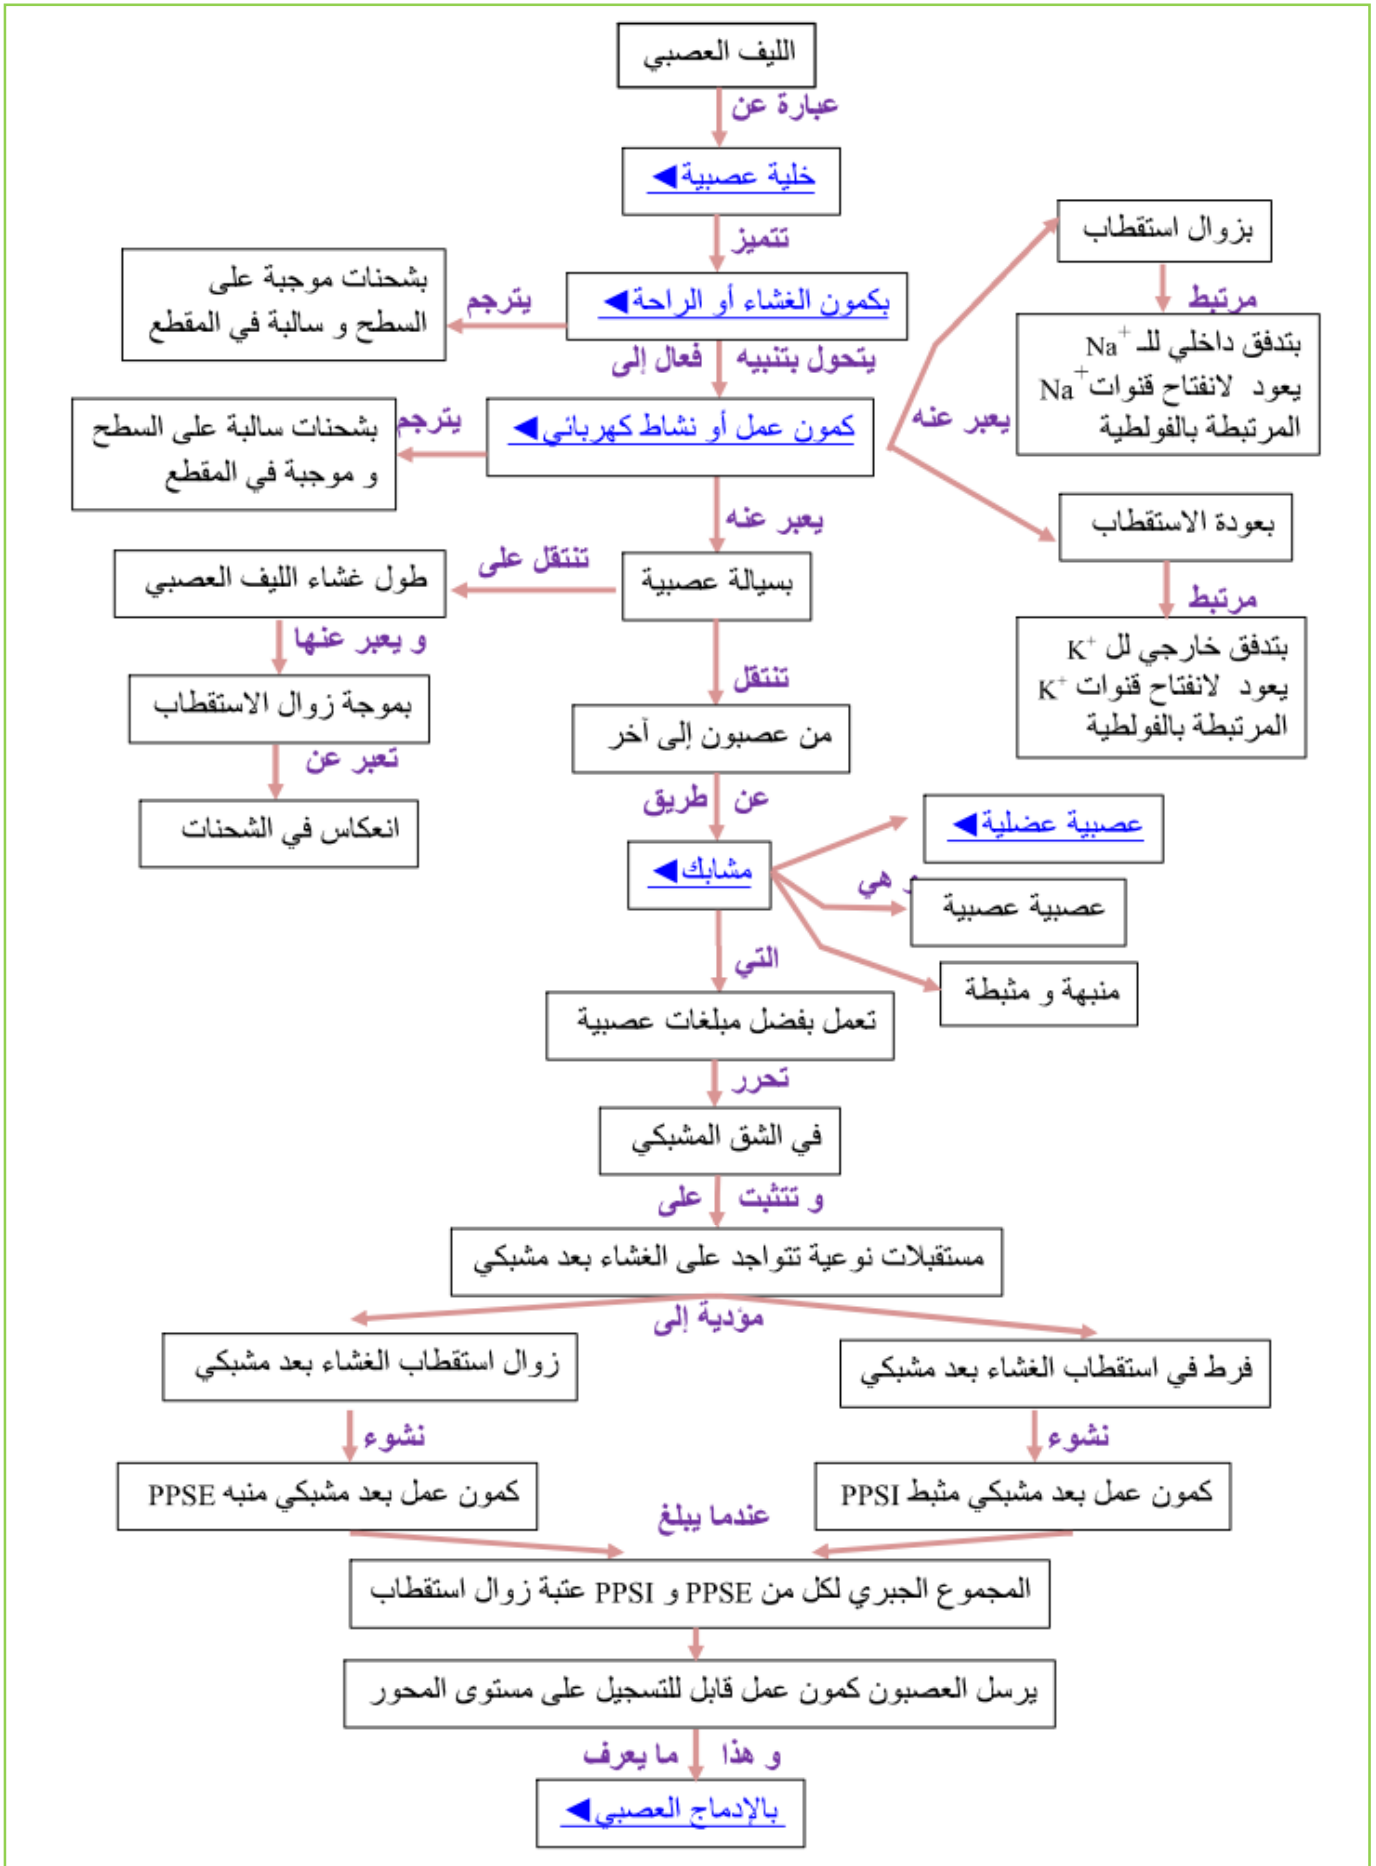 الليف العصبي
عبارة عن
خلية عصبية◄
تتميز
بكمون الغشاء أو الراحة◄
يترجم
بشحنات موجبة على
السطح و سالبة في المقطع
يتحول بتنبيه فعال إلى
كمون عمل أو نشاط كهربائي◄
يترجم
بشحنات سالبة على السطح
و موجبة في المقطع
يعبر عنه
بزوال استقطاب
مرتبط
بتدفق داخلي للـ Na⁺
يعود لانفتاح قنوات Na⁺
المرتبطة بالفولطية
بعودة الاستقطاب
مرتبط
بتدفق خارجي لل K⁺
يعود لانفتاح قنوات K⁺
المرتبطة بالفولطية
يعبر عنه
بسيالة عصبية
تنتقل على
طول غشاء الليف العصبي
و يعبر عنها
بموجة زوال الاستقطاب
تعبر عن
انعكاس في الشحنات
تنتقل
من عصبون إلى آخر
عن طريق
مشابك◄
و هي
عصبية عضلية◄
عصبية عصبية
منبهة و مثبطة
التي
تعمل بفضل مبلغات عصبية
تحرر
في الشق المشبكي
و تتثبت على
مستقبلات نوعية تتواجد على الغشاء بعد مشبكي
مؤدية إلى
فرط في استقطاب الغشاء بعد مشبكي
نشوء
كمون عمل بعد مشبكي مثبط PPSI
زوال استقطاب الغشاء بعد مشبكي
نشوء
كمون عمل بعد مشبكي منبه PPSE
عندما يبلغ
المجموع الجبري لكل من PPSE و PPSI عتبة زوال استقطاب
يرسل العصبون كمون عمل قابل للتسجيل على مستوى المحور
و هذا ما يعرف
بالإدماج العصبي◄